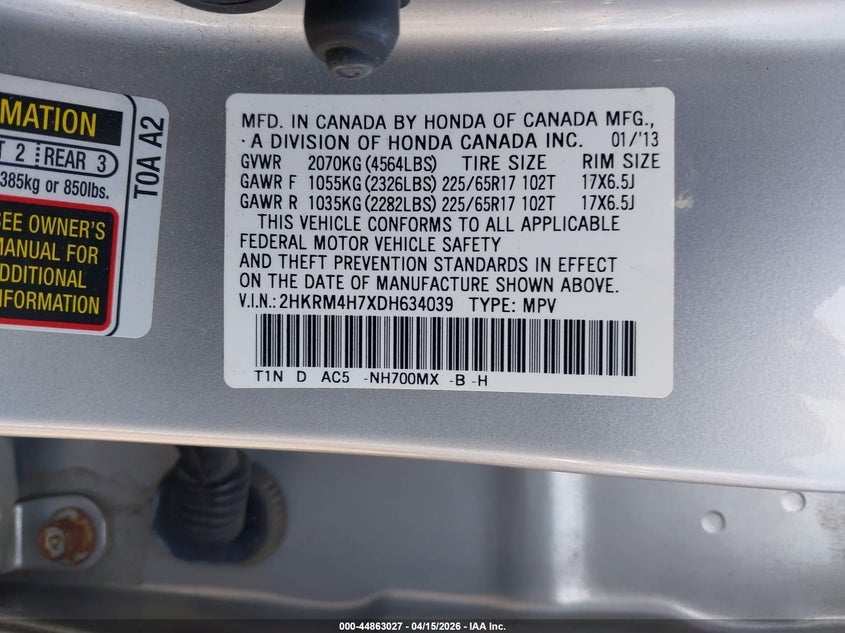 MATION
T 2 REAR 3
385kg or 850lbs.
SEE OWNER'S
MANUAL FOR
ADDITIONAL
INFORMATION
T0A A2
MFD. IN CANADA BY HONDA OF CANADA MFG.,
A DIVISION OF HONDA CANADA INC. 01/'13
GVWR 2070KG (4564LBS) TIRE SIZE RIM SIZE
GAWR F 1055KG (2326LBS) 225/65R17 102T 17X6.5J
GAWR R 1035KG (2282LBS) 225/65R17 102T 17X6.5J
THIS VEHICLE CONFORMS TO ALL APPLICABLE
FEDERAL MOTOR VEHICLE SAFETY
AND THEFT PREVENTION STANDARDS IN EFFECT
ON THE DATE OF MANUFACTURE SHOWN ABOVE.
V.I.N.: 2HKRM4H7XDH634039 TYPE: MPV
T1N D AC5 -NH700MX -B -H
000-44863027 - 04/15/2026 - IAA Inc.